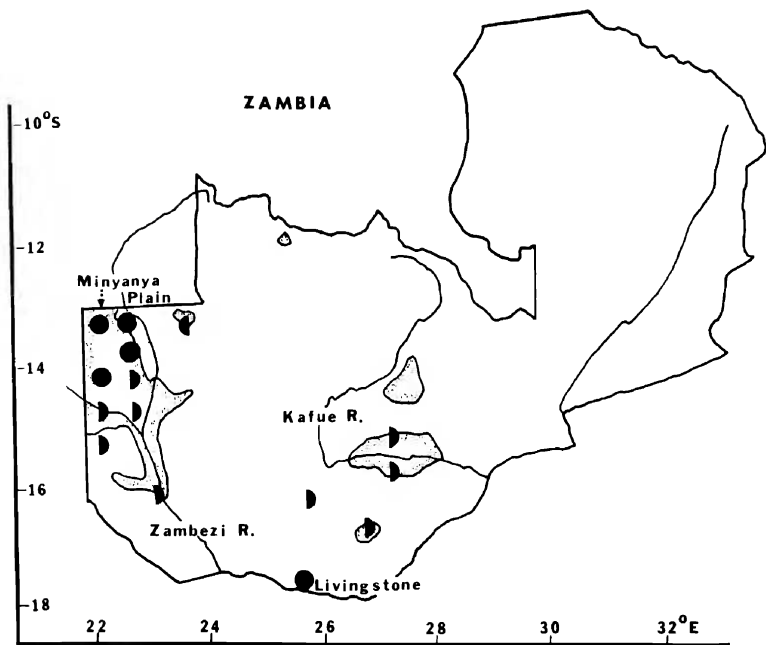 ZAMBIA
-10°S
-12
Minyanya
Plain
-14
Kafue R.
-16
Zambezi R.
Livingstone
-18
22 24 26 28 30 32°E